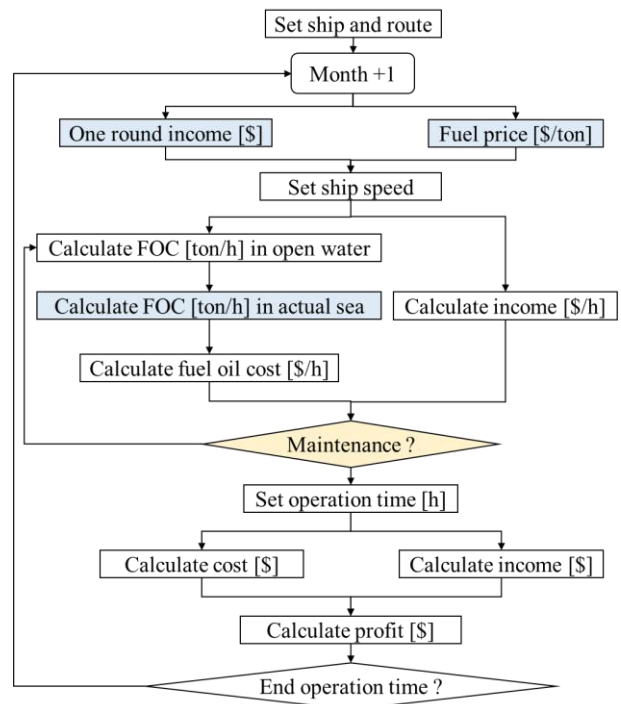 Set ship and route
Month +1
One round income [$]
Fuel price [$/ton]
Set ship speed
Calculate FOC [ton/h] in open water
Calculate FOC [ton/h] in actual sea
Calculate income [$/h]
Calculate fuel oil cost [$/h]
Maintenance ?
Set operation time [h]
Calculate cost [$]
Calculate income [$]
Calculate profit [$]
End operation time ?